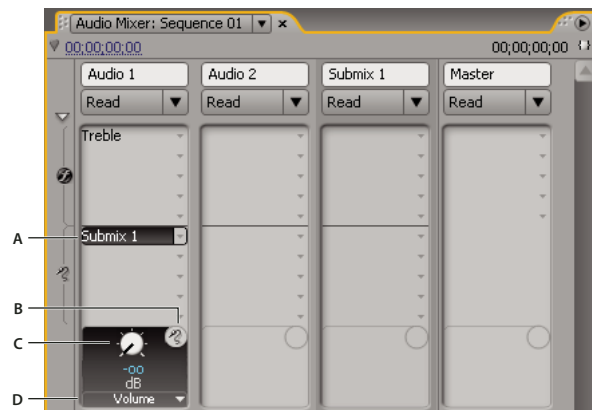 Audio Mixer: Sequence 01
00;00;00;00 00;00;00;00
Audio 1 Audio 2 Submix 1 Master
Read Read Read Read
Treble
A Submix 1
B
C
-oo
dB
D Volume